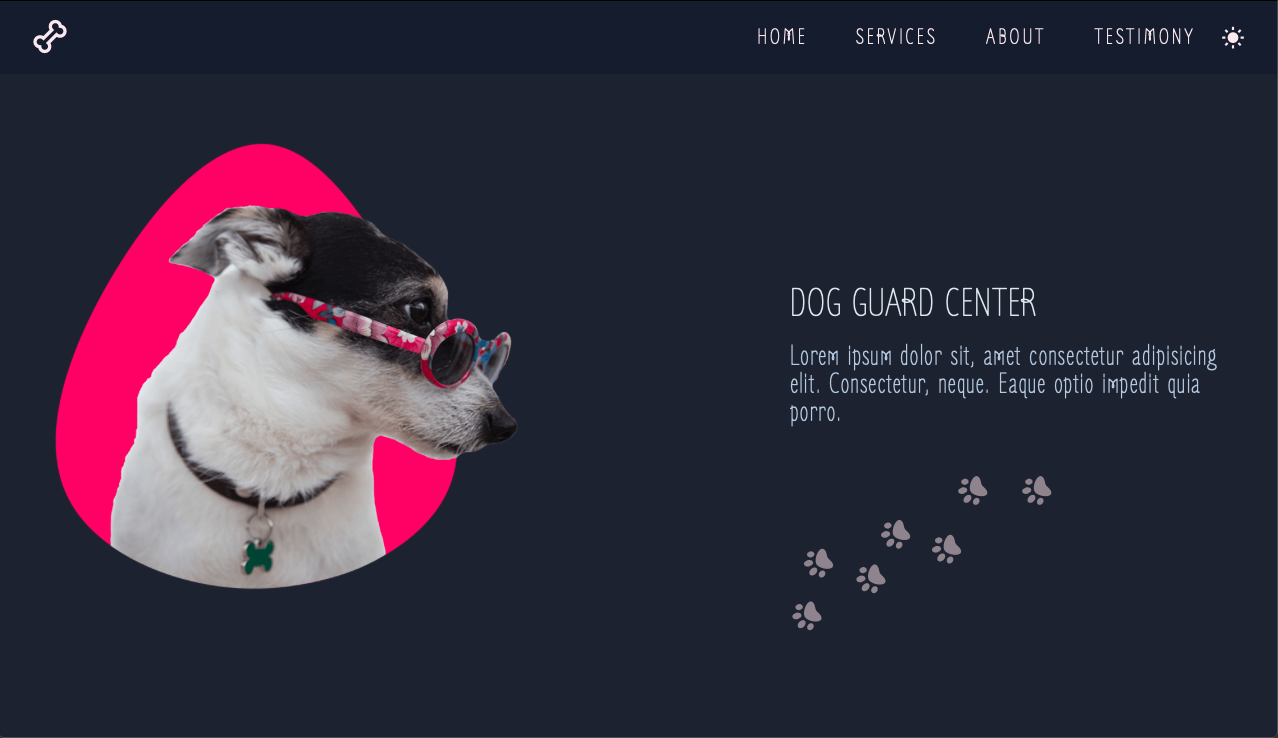 HOME SERVICES ABOUT TESTIMONY
DOG GUARD CENTER
Lorem ipsum dolor sit, amet consectetur adipisicing
elit. Consectetur, neque. Eaque optio impedit quia
porro.